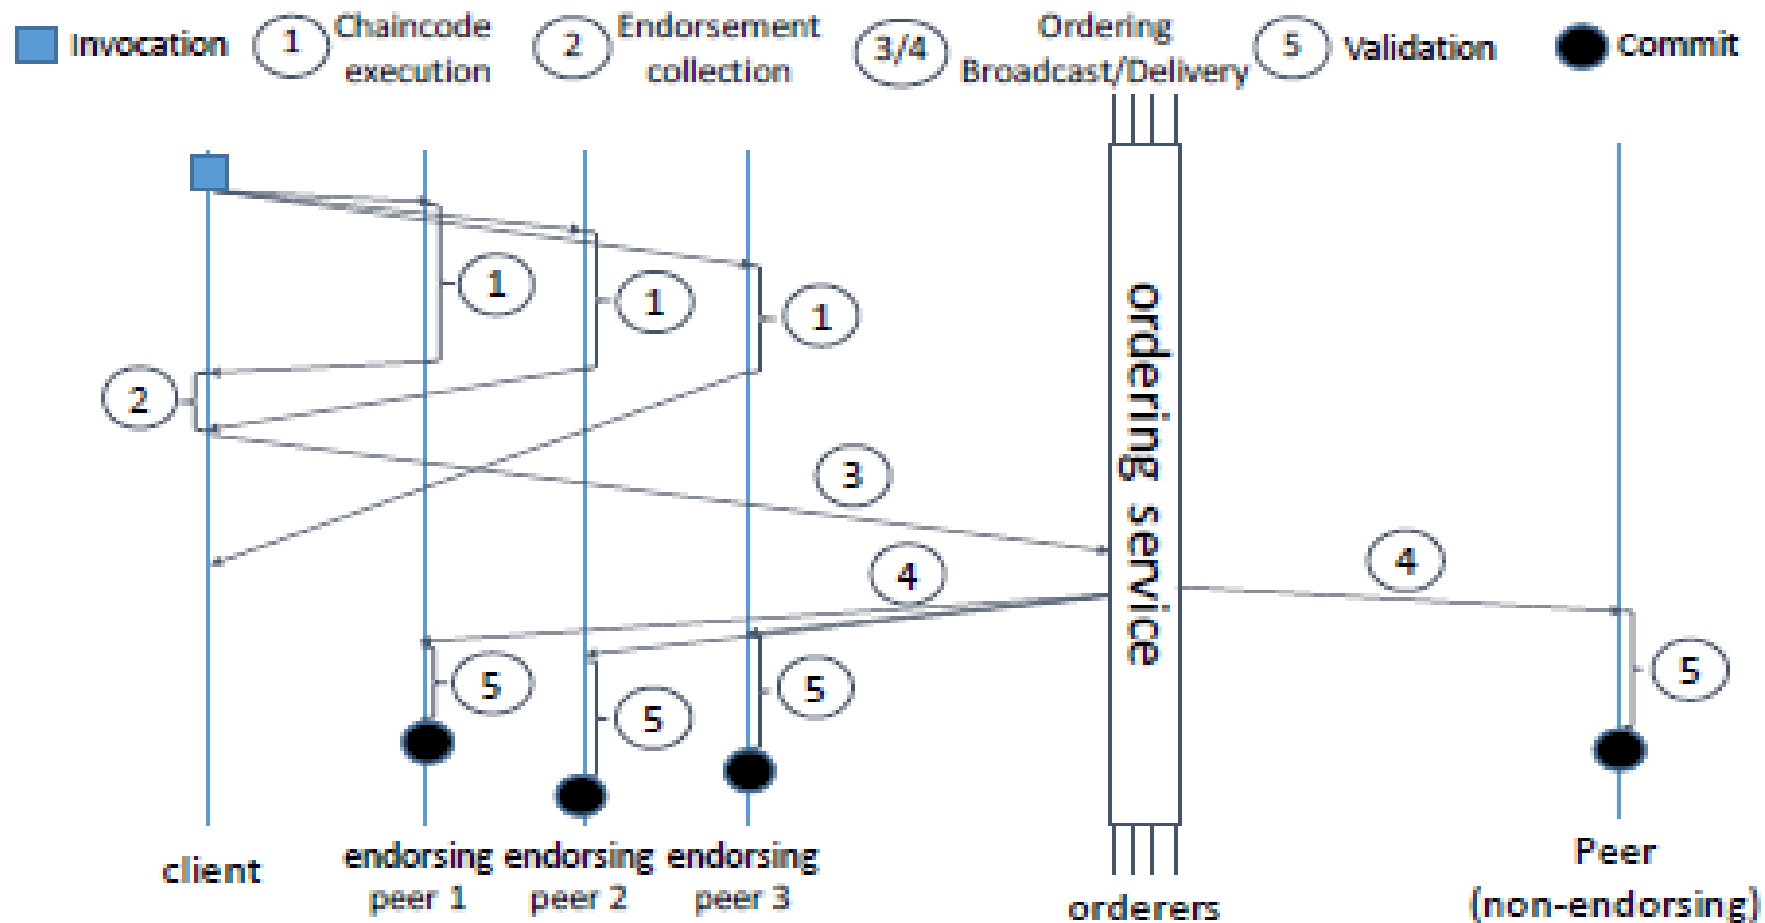 Invocation
1
Chaincode
execution
2
Endorsement
collection
3/4
Ordering
Broadcast/Delivery
5
Validation
Commit
1
1
1
2
3
4
4
5
5
5
5
ordering service
client
endorsing
peer 1
endorsing
peer 2
endorsing
peer 3
orderers
Peer
(non-endorsing)